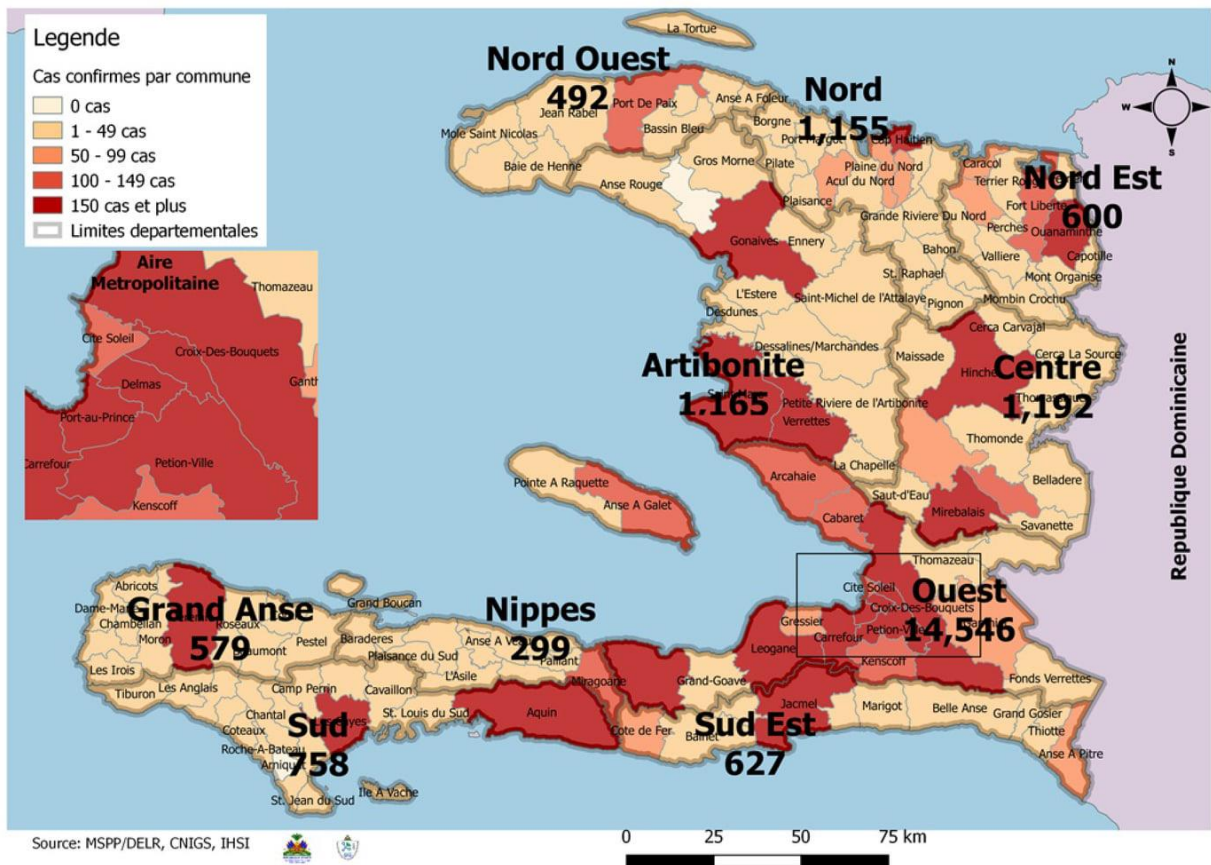 Legende
Cas confirmes par commune
0 cas
1 - 49 cas
50 - 99 cas
100 - 149 cas
150 cas et plus
Limites departementales
Aire
Metropolitaine
Thomazeau
Cite Soleil
Croix-Des-Bouquets
Ganth
Delmas
Port-au-Prince
Carrefour
Petion-Ville
Kenscoff
La Tortue
Nord Ouest
492
Port De Paix
Jean Rabel
Anse A Foleur
Mole Saint Nicolas
Bassin Bleu
Baie de Henne
Nord
1,155
Borgne
Port Margot
Cap Haitien
Pilate
Plaine du Nord
Acul du Nord
Plaisance
Gros Morne
Anse Rouge
Grande Riviere Du Nord
Caracol
Terrier Rouge
Nord Est
600
Fort Liberte
Ouanaminthe
Perches
Capotille
Valliere
Mont Organise
Mombin Crochu
Bahon
St. Raphael
Pignon
Gonaives
Ennery
L'Estere
Saint-Michel de l'Attalaye
Desdunes
Dessalines/Marchandes
Artibonite
1.165
Petite Riviere de l'Artibonite
Verrettes
La Chapelle
Cerca Carvajal
Maissade
Cerca La Source
Hinche
Centre
1,192
Thomonde
Belladere
Saut-d'Eau
Mirebalais
Savanette
Arcahaie
Cabaret
Pointe A Raquette
Anse A Galet
Thomazeau
Cite Soleil
Ouest
14,546
Croix-Des-Bouquets
Gressier
Carrefour
Petion-Ville
Leogane
Kenscoff
Fonds Verrettes
Grand-Goave
Abricots
Grand Anse
579
Chambellan
Moron
Roseaux
Les Irois
Pestel
Grand Boucan
Baraderes
Nippes
299
Plaisance du Sud
L'Asile
Paillant
Miragoane
Tiburon
Les Anglais
Camp Perrin
Cavaillon
Chantal
Coteaux
Sud
758
Roche-A-Bateau
St. Louis du Sud
Aquin
St. Jean du Sud
Ile A Vache
Cote de Fer
Sud Est
627
Jacmel
Marigot
Belle Anse
Grand Gosier
Thiotte
Anse A Pitre
Republique Dominicaine
N
W
E
S
Source: MSPP/DELR, CNIGS, IHSI
0 25 50 75 km